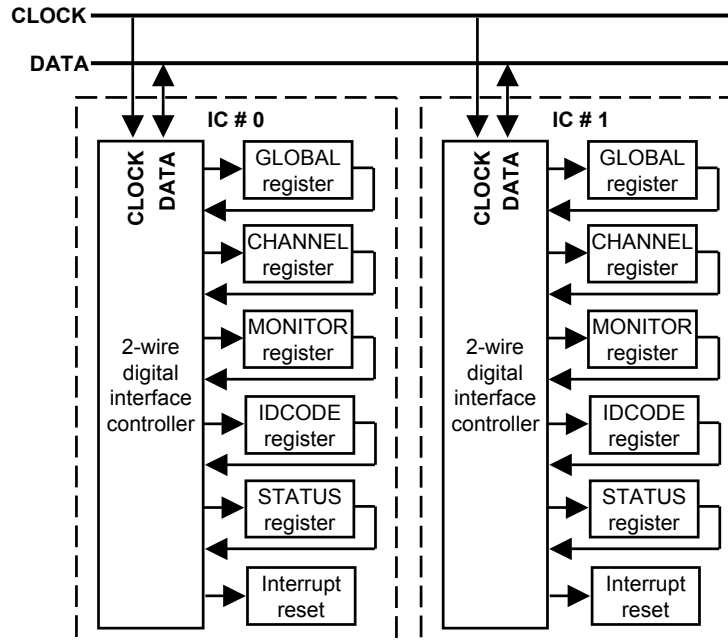 CLOCK
DATA
IC # 0
CLOCK
DATA
2-wire
digital
interface
controller
GLOBAL
register
CHANNEL
register
MONITOR
register
IDCODE
register
STATUS
register
Interrupt
reset
IC # 1
CLOCK
DATA
2-wire
digital
interface
controller
GLOBAL
register
CHANNEL
register
MONITOR
register
IDCODE
register
STATUS
register
Interrupt
reset